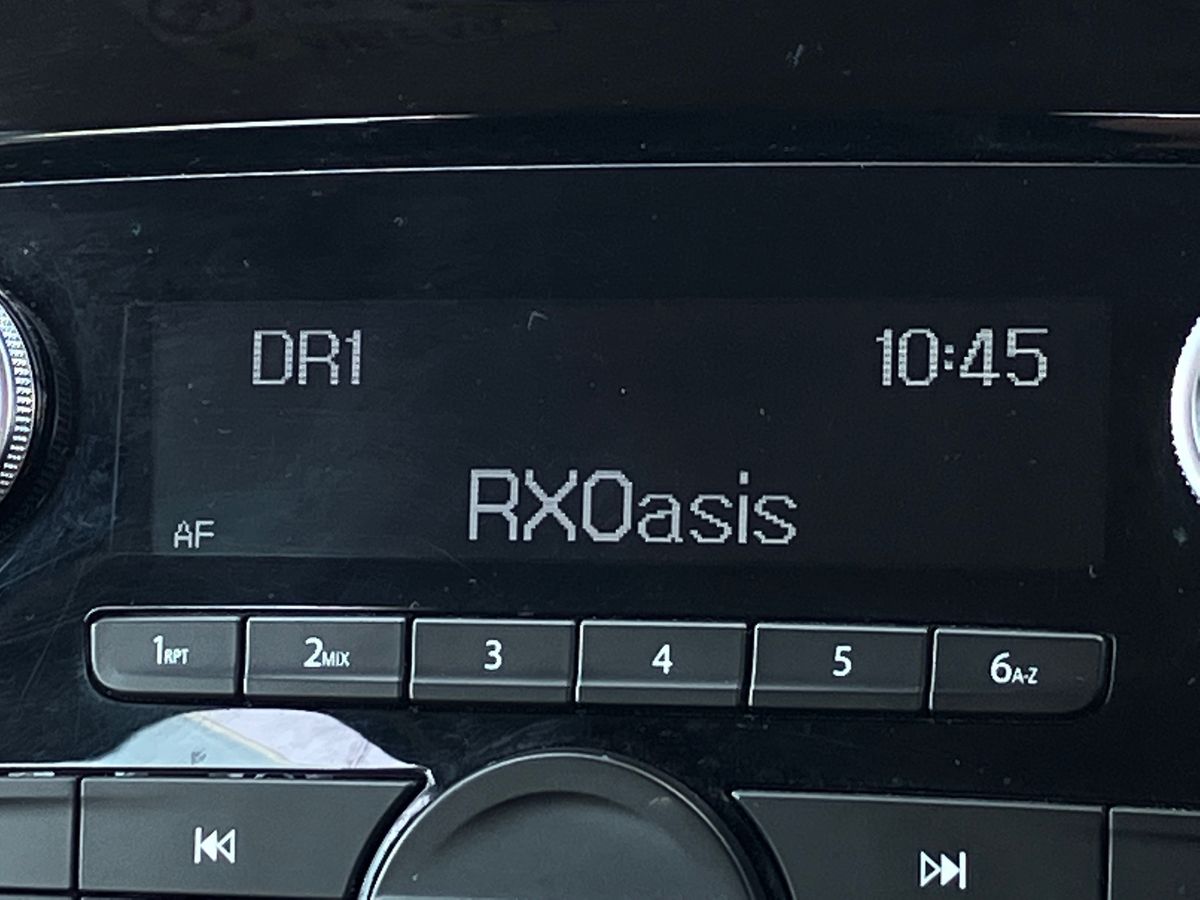 DR1 10:45
RXOasis
AF
1RPT 2MIX 3 4 5 6A-Z